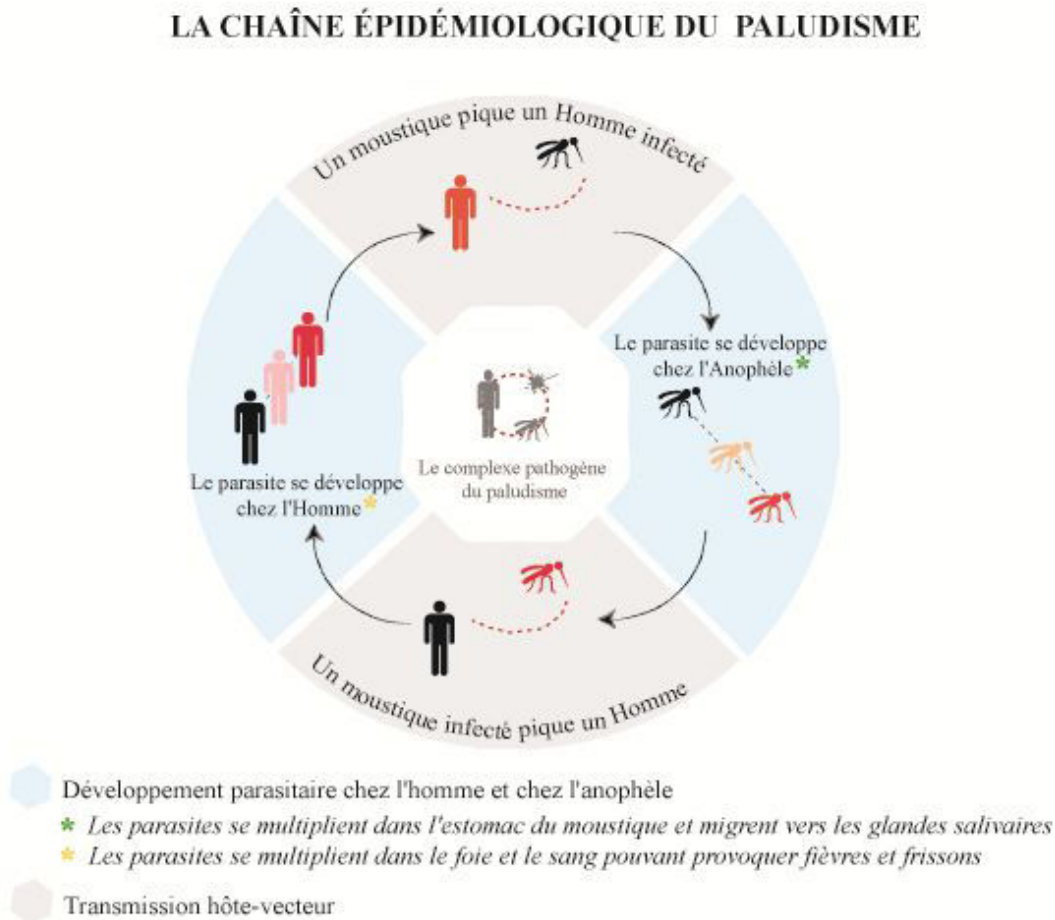 LA CHAÎNE ÉPIDÉMIOLOGIQUE DU PALUDISME
Un moustique pique un Homme infecté
Le parasite se développe
chez l'Anophèle*
Le complexe pathogène
du paludisme
Le parasite se développe
chez l'Homme*
Un moustique infecté pique un Homme
Développement parasitaire chez l'homme et chez l'anophèle
* Les parasites se multiplient dans l'estomac du moustique et migrent vers les glandes salivaires
* Les parasites se multiplient dans le foie et le sang pouvant provoquer fièvres et frissons
Transmission hôte-vecteur